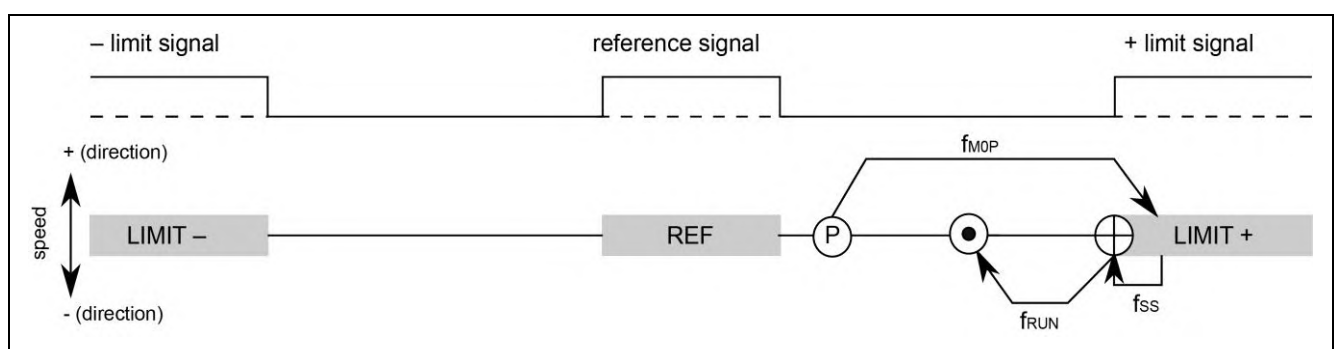 – limit signal
reference signal
+ limit signal
+ (direction)
fM0P
speed
LIMIT –
REF
P
LIMIT +
- (direction)
fRUN
fSS